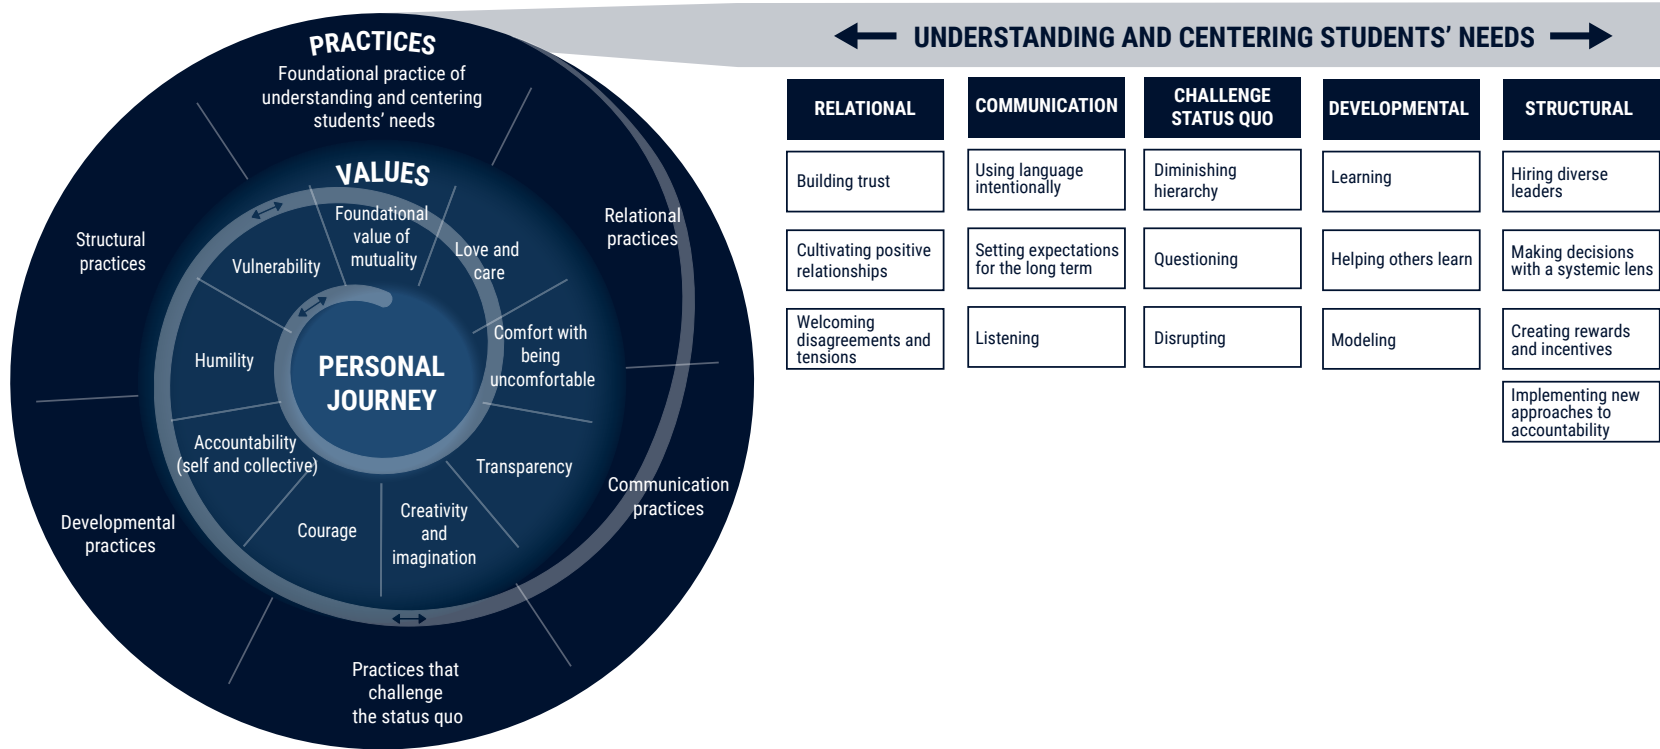 PRACTICES
Foundational practice of
understanding and centering
students’ needs
Relational
practices
Communication
practices
Practices that
challenge
the status quo
Developmental
practices
Structural
practices
VALUES
Foundational
value of
mutuality
Love and
care
Comfort with
being
uncomfortable
Transparency
Creativity
and
imagination
Courage
Accountability
(self and collective)
Humility
Vulnerability
PERSONAL
JOURNEY
UNDERSTANDING AND CENTERING STUDENTS’ NEEDS
RELATIONAL
Building trust
Cultivating positive
relationships
Welcoming
disagreements and
tensions
COMMUNICATION
Using language
intentionally
Setting expectations
for the long term
Listening
CHALLENGE
STATUS QUO
Diminishing
hierarchy
Questioning
Disrupting
DEVELOPMENTAL
Learning
Helping others learn
Modeling
STRUCTURAL
Hiring diverse
leaders
Making decisions
with a systemic lens
Creating rewards
and incentives
Implementing new
approaches to
accountability